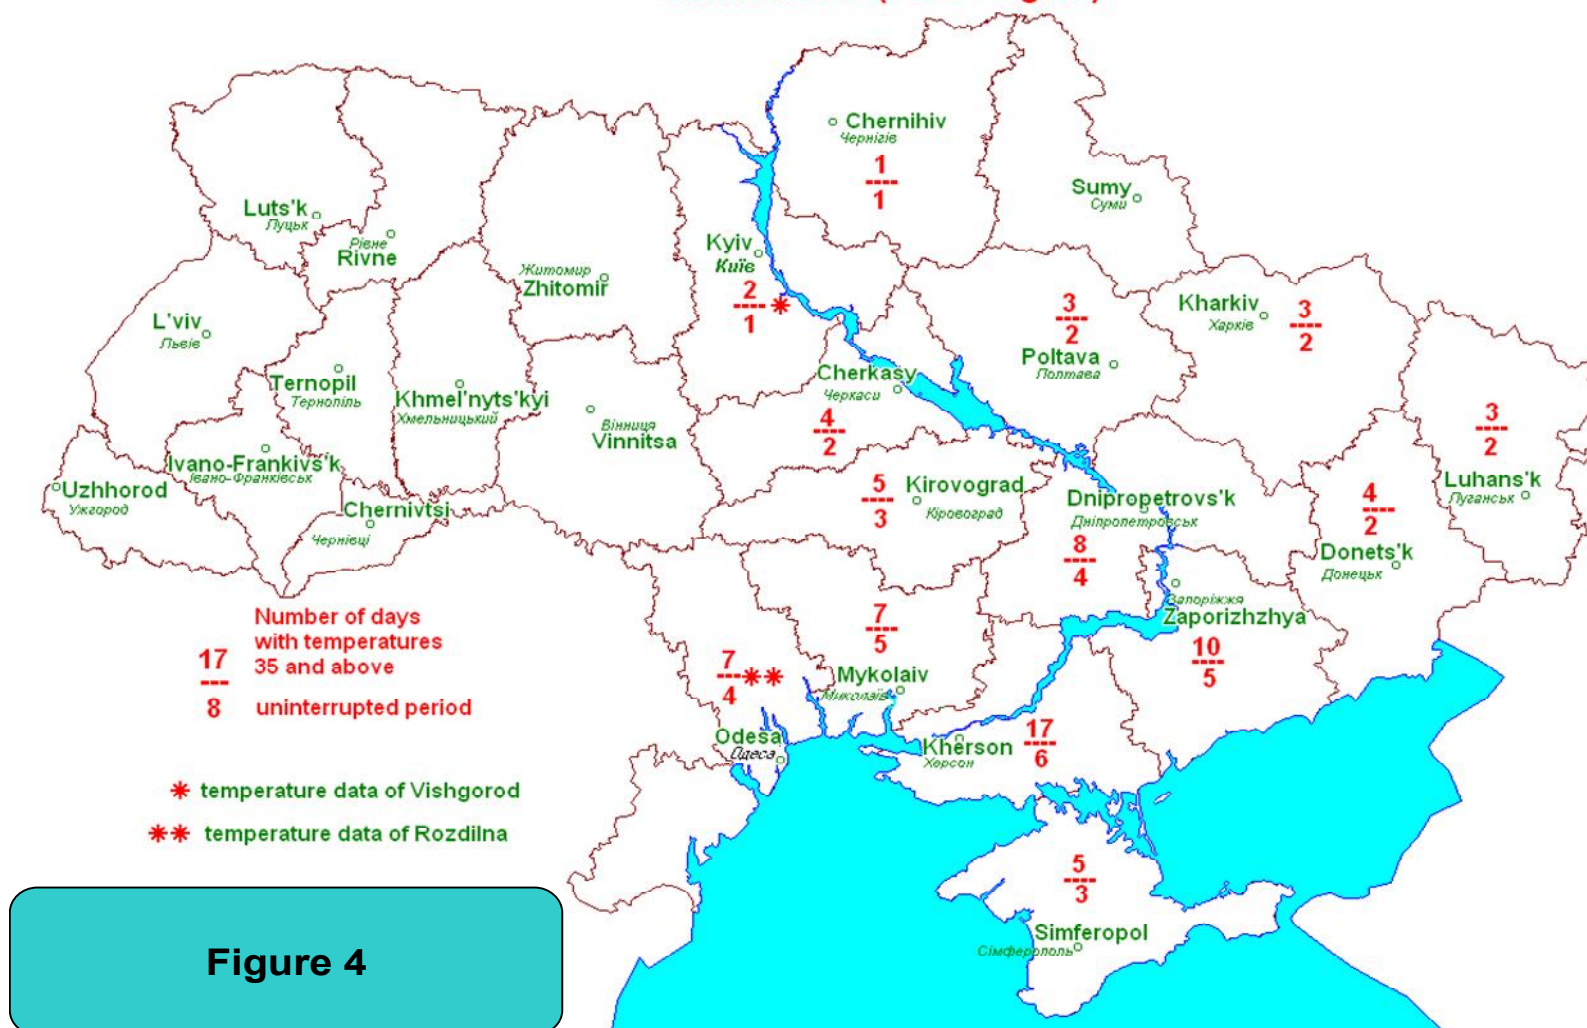 Chernihiv
Чернігів
1
----
1
Sumy
Суми
Luts'k
Луцьк
Рівне
Rivne
Kyiv
Київ
2
---- *
1
Житомир
Zhitomir
L'viv
Львів
3
----
2
Poltava
Полтава
Kharkiv
Харків
3
----
2
Ternopil
Тернопіль
Khmel'nyts'kyi
Хмельницький
Вінниця
Vinnitsa
Cherkasy
Черкаси
4
----
2
3
----
2
Luhans'k
Луганськ
Ivano-Frankivs'k
Івано-Франківськ
Uzhhorod
Ужгород
Chernivtsi
Чернівці
5
----
3
Kirovograd
Кіровоград
Dnipropetrovs'k
Дніпропетровськ
8
----
4
4
----
2
Donets'k
Донецьк
Запоріжжя
Zaporizhzhya
10
----
5
7
----
5
Mykolaiv
Миколаїв
7
---- **
4
Odesa
Одеса
Kherson
Херсон
17
----
6
5
----
3
Simferopol
Сімферополь
Number of days
with temperatures
35 and above
17
----
8
uninterrupted period
* temperature data of Vishgorod
** temperature data of Rozdilna
Figure 4